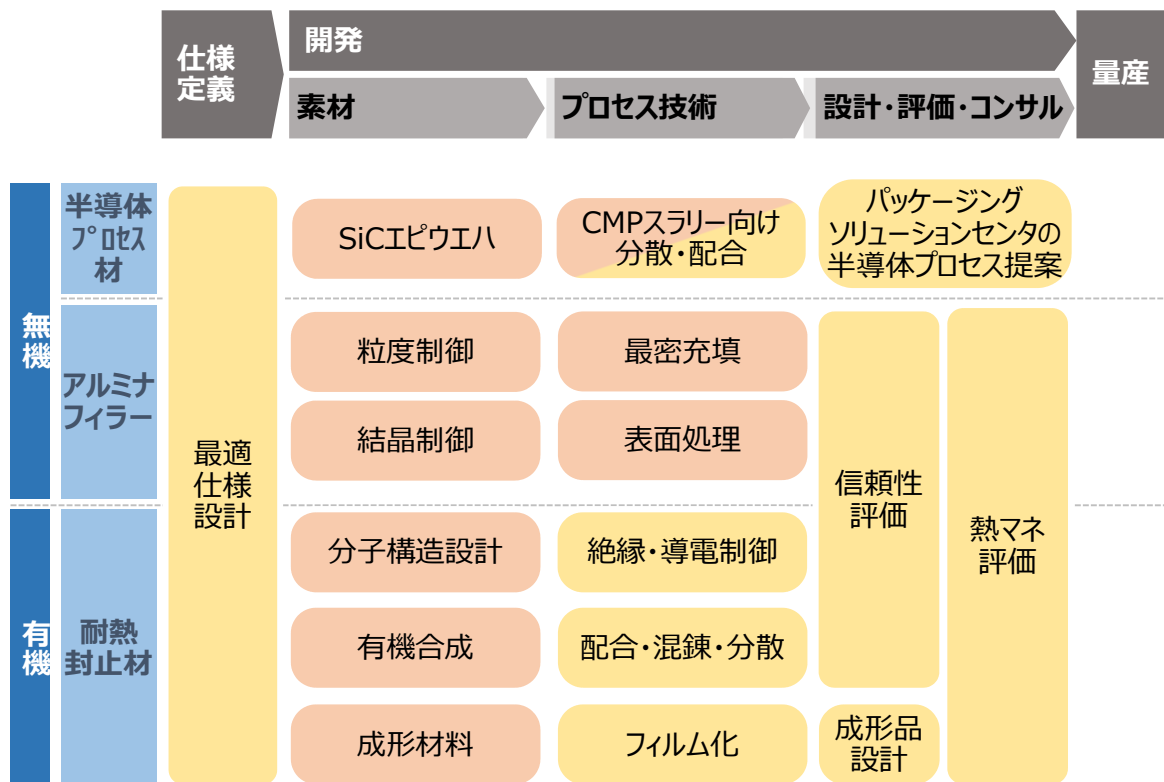 仕様
定義
開発
素材
プロセス技術
設計・評価・コンサル
量産
無
機
半導体
プロセス
材
アルミナ
フィラー
有
機
耐熱
封止材
最適
仕様
設計
SiCエピウエハ
CMPスラリー向け
分散・配合
パッケージング
ソリューションセンタの
半導体プロセス提案
粒度制御
最密充填
結晶制御
表面処理
信頼性
評価
熱マネ
評価
分子構造設計
絶縁・導電制御
有機合成
配合・混錬・分散
成形材料
フィルム化
成形品
設計